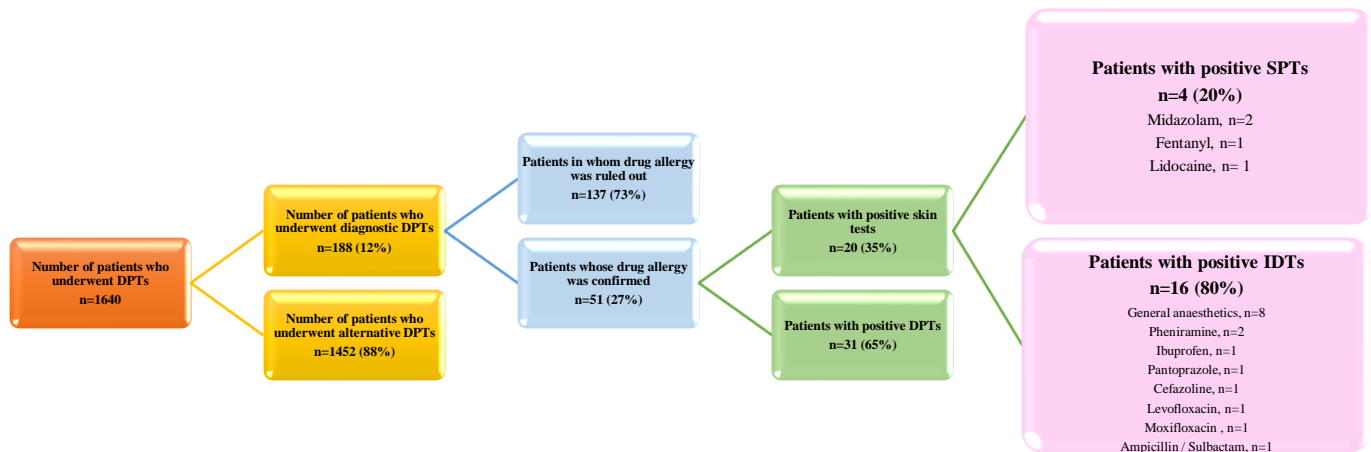 Number of patients who
underwent DPTs
n=1640
Number of patients who
underwent diagnostic DPTs
n=188 (12%)
Number of patients who
underwent alternative DPTs
n=1452 (88%)
Patients in whom drug allergy
was ruled out
n=137 (73%)
Patients whose drug allergy
was confirmed
n=51 (27%)
Patients with positive skin
tests
n=20 (35%)
Patients with positive DPTs
n=31 (65%)
Patients with positive SPTs
n=4 (20%)
Midazolam, n=2
Fentanyl, n=1
Lidocaine, n= 1
Patients with positive IDTs
n=16 (80%)
General anaesthetics, n=8
Pheniramine, n=2
Ibuprofen, n=1
Pantoprazole, n=1
Cefazoline, n=1
Levofloxacin, n=1
Moxifloxacin , n=1
Ampicillin / Sulbactam, n=1